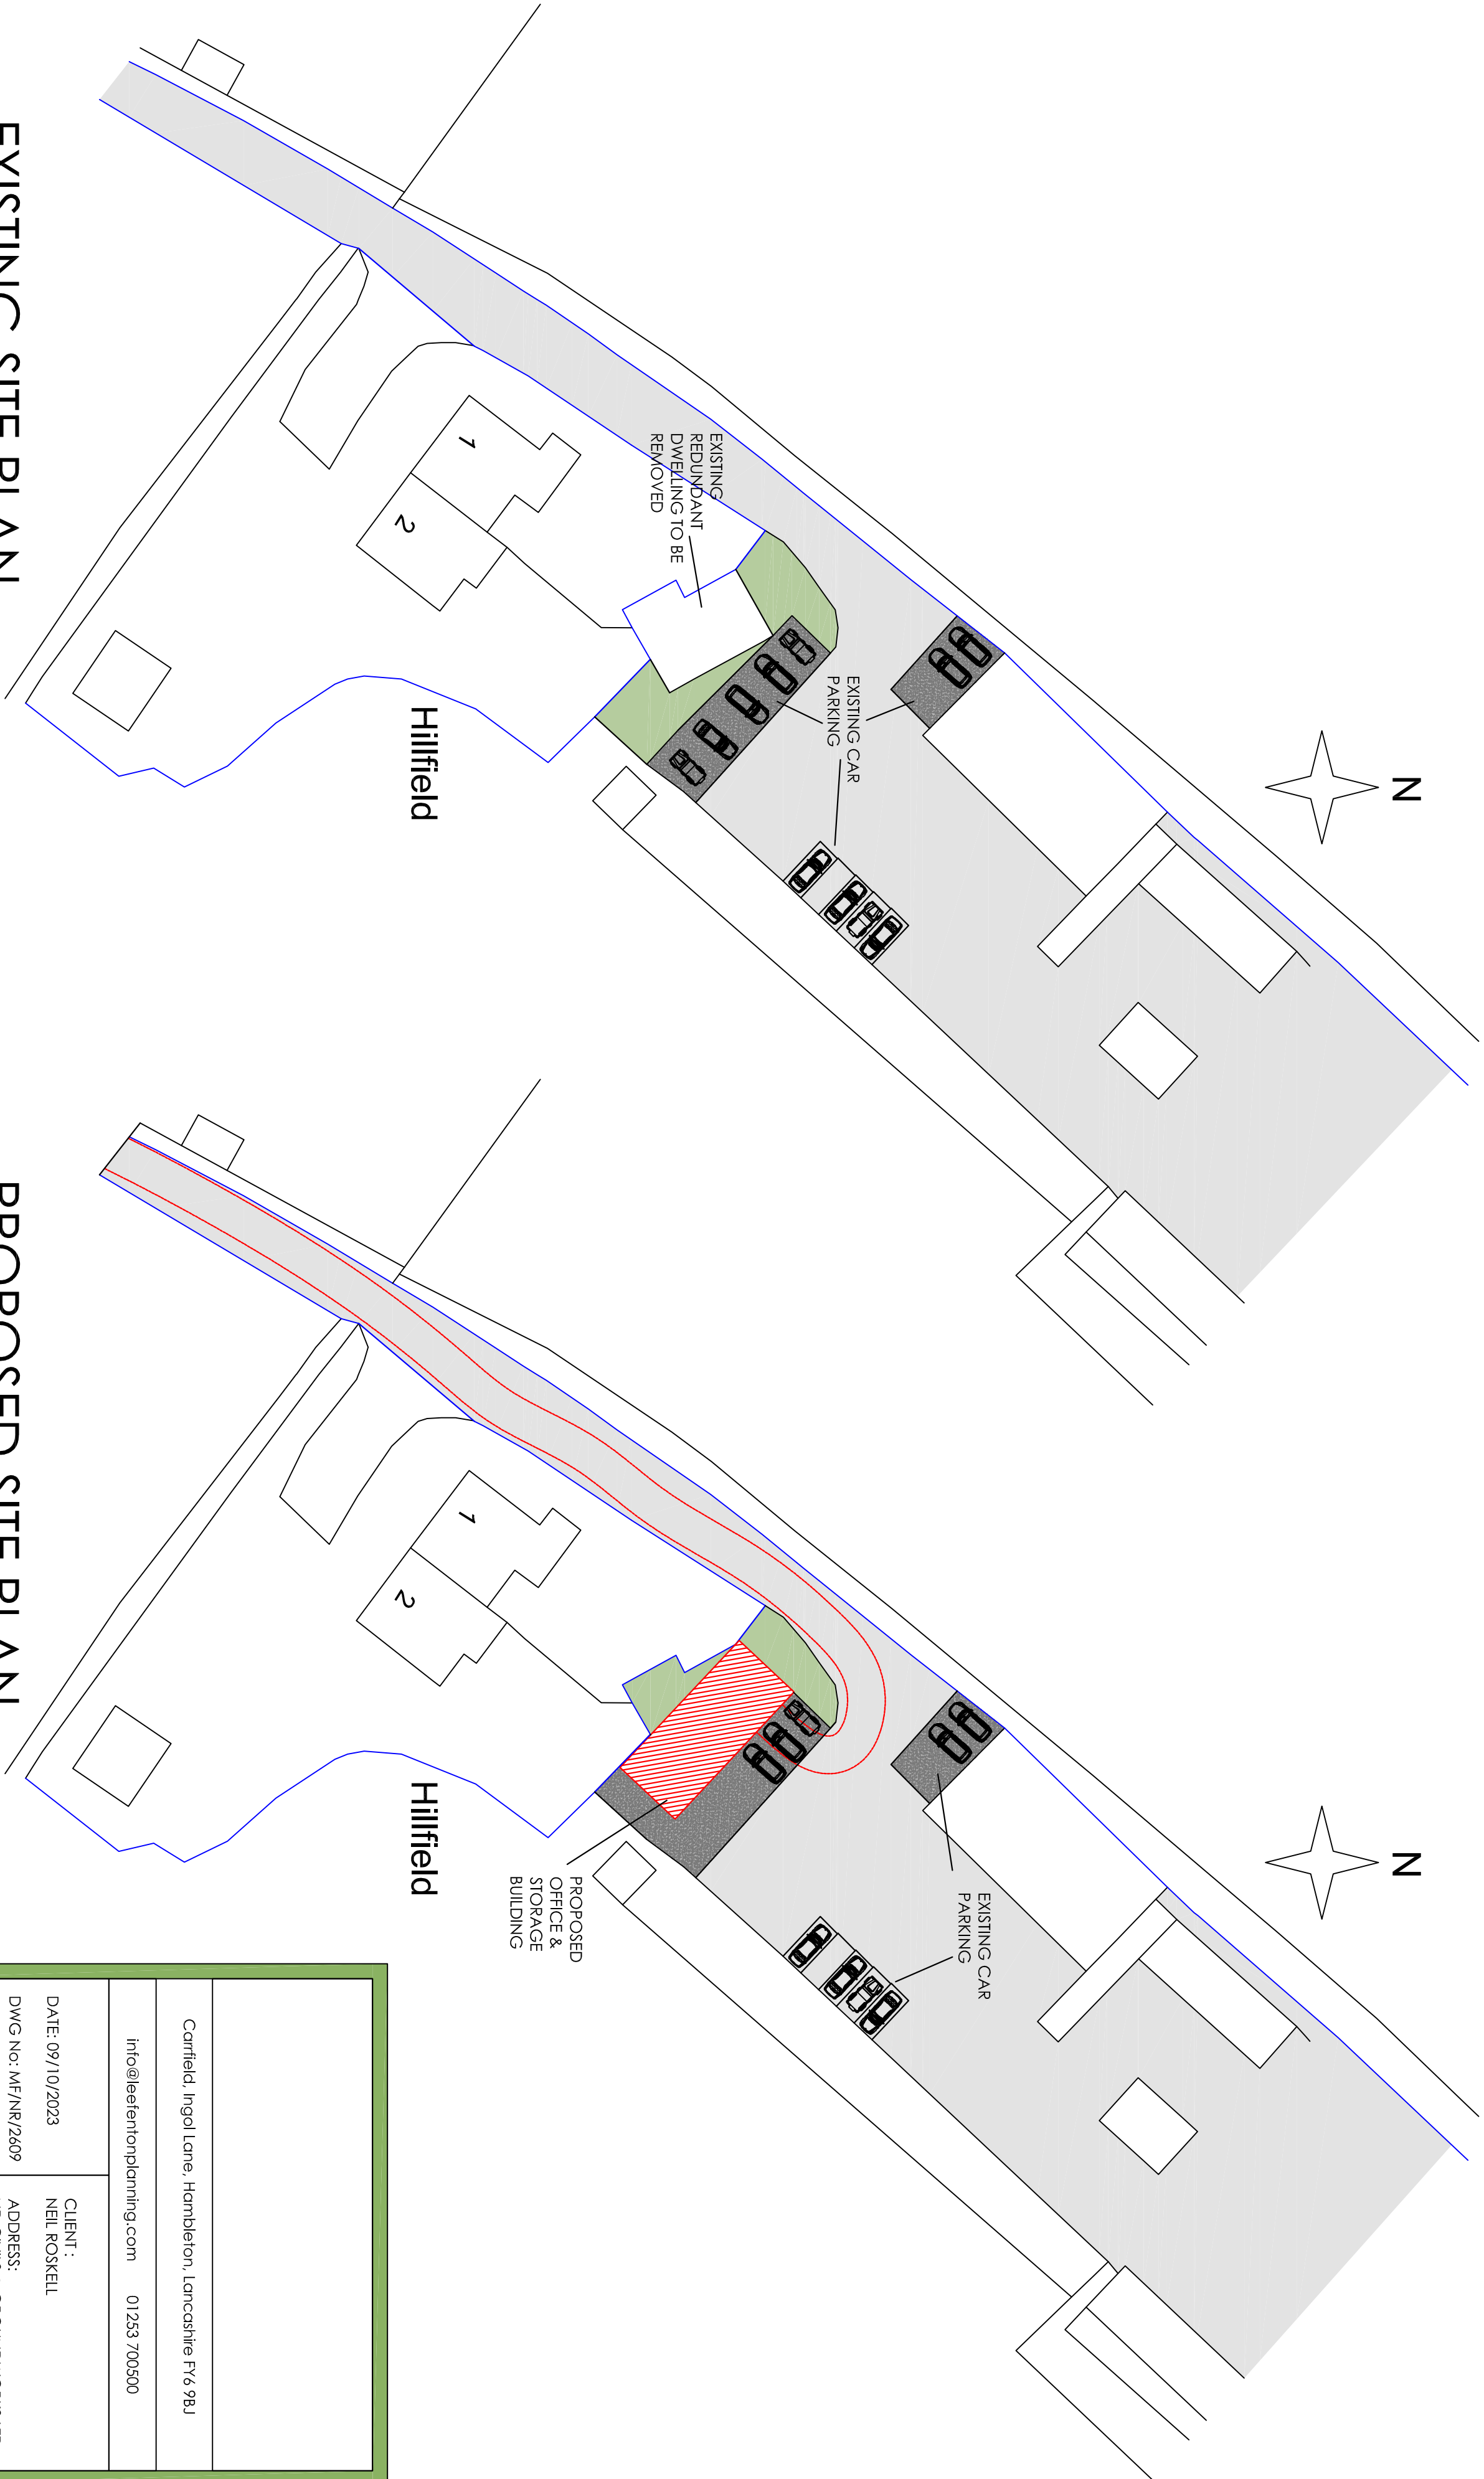 N
EXISTING CAR
PARKING
EXISTING
REDUNDANT
DWELLING TO BE
REMOVED
1
2
Hillfield
EXISTING SITE PLAN
N
EXISTING CAR
PARKING
PROPOSED
OFFICE &
STORAGE
BUILDING
1
2
Hillfield
PROPOSED SITE PLAN
Carrfield, Ingol Lane, Hambleton, Lancashire FY6 9BJ
info@leefentonplanning.com 01253 700500
DATE: 09/10/2023
DWG No: MF/NR/2609
CLIENT :
NEIL ROSKELL
ADDRESS: